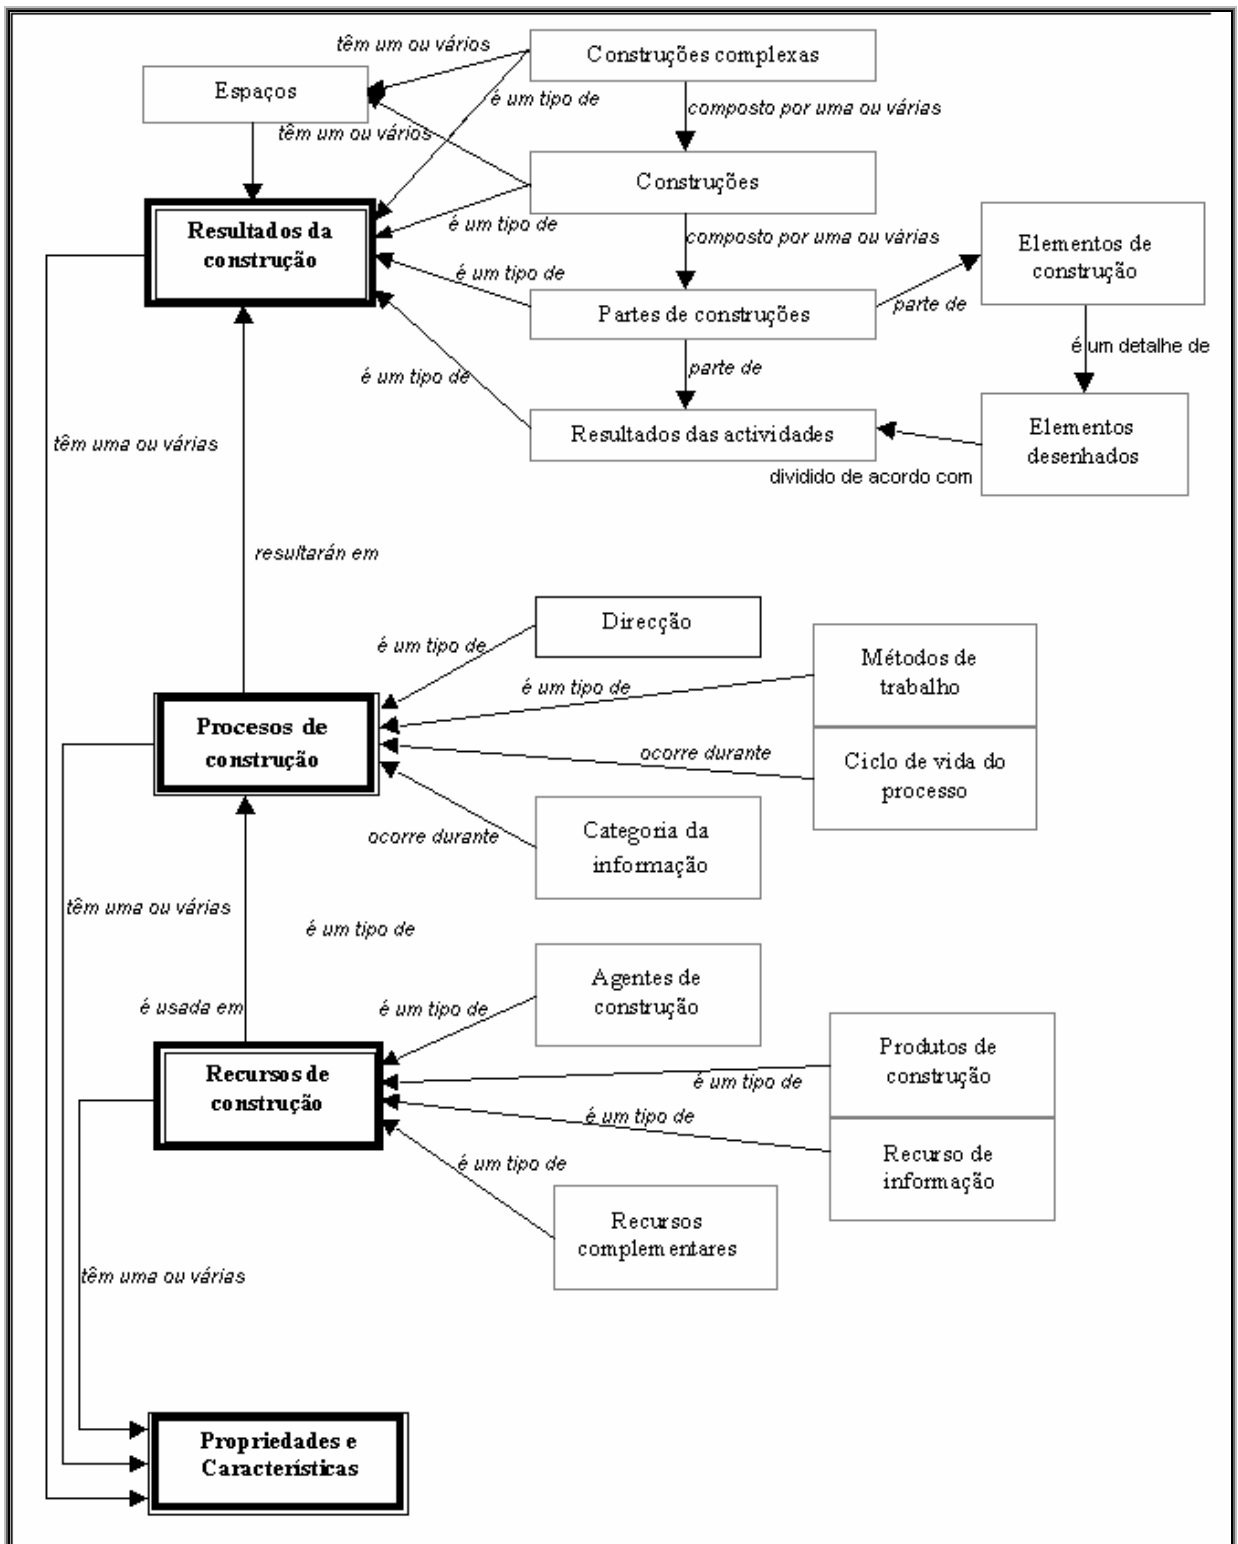 têm um ou vários
Construções complexas
Espaços
é um tipo de
composto por uma ou várias
têm um ou vários
Construções
Resultados da
construção
é um tipo de
composto por uma ou várias
Elementos de
construção
é um tipo de
Partes de construções
parte de
é um detalhe de
é um tipo de
parte de
Resultados das actividades
Elementos
desenhados
têm uma ou várias
dividido de acordo com
resultarán em
Direcção
é um tipo de
Métodos de
trabalho
é um tipo de
Procesos de
construção
ocorre durante
Ciclo de vida do
processo
ocorre durante
Categoria da
informação
têm uma ou várias
é um tipo de
Agentes de
construção
é usada em
é um tipo de
Recursos de
construção
Produtos de
construção
é um tipo de
é um tipo de
Recurso de
informação
é um tipo de
Recursos
complementares
têm uma ou várias
Propriedades e
Características